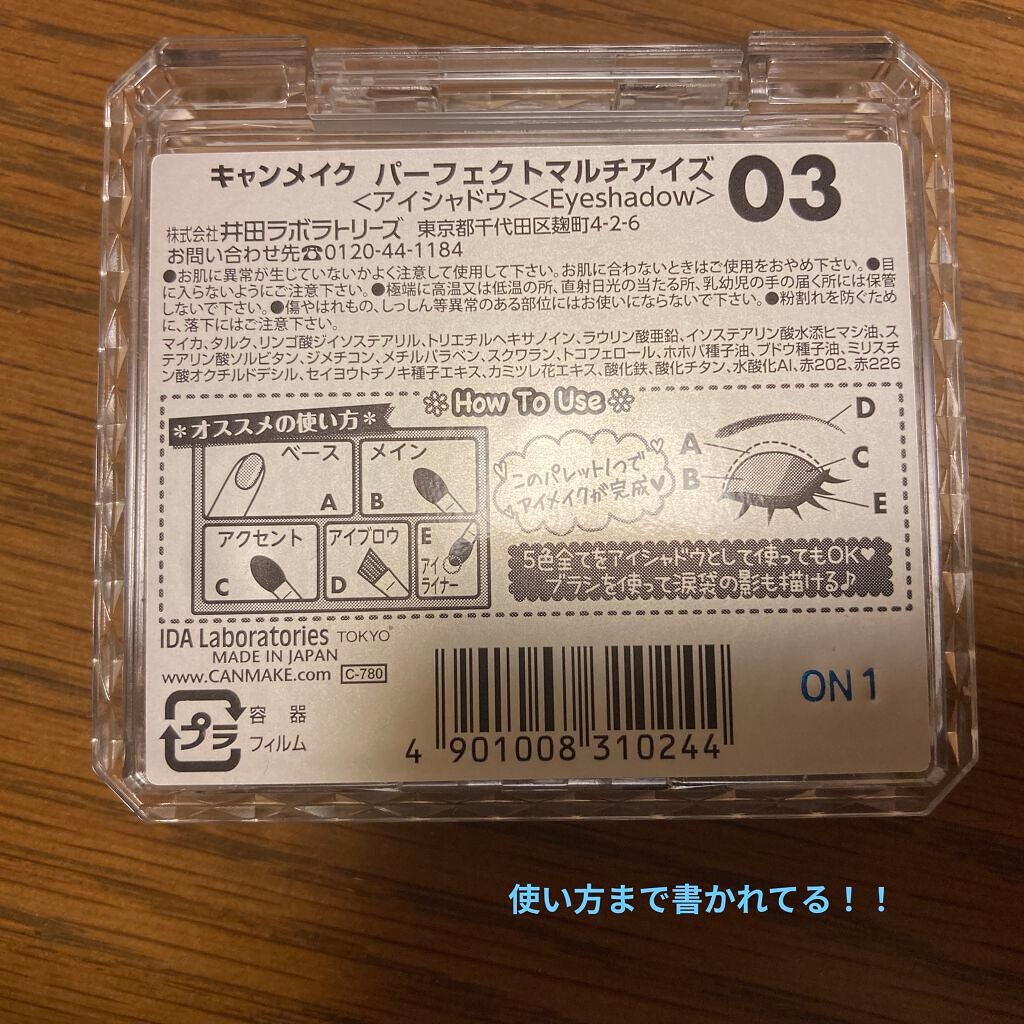 キャンメイク パーフェクトマルチアイズ 03
<アイシャドウ><Eyeshadow>
株式会社 井田ラボラトリーズ 東京都千代田区麹町4-2-6
お問い合わせ先☎0120-44-1184
●お肌に異常が生じていないかよく注意して使用して下さい。お肌に合わないときはご使用をおやめ下さい。●目
に入らないようにご注意下さい。●極端に高温又は低温の所、直射日光の当たる所、乳幼児の手の届く所には保管
しないで下さい。●傷やはれもの、しっしん等異常のある部位にはお使いにならないで下さい。●粉割れを防ぐため
に、落下にはご注意下さい。
マイカ、タルク、リンゴ酸ジイソステアリル、トリエチルヘキサノイン、ラウリン酸亜鉛、イソステアリン酸水添ヒマシ油、ス
テアリン酸ソルビタン、ジメチコン、メチルパラベン、スクワラン、トコフェロール、ホホバ種子油、ブドウ種子油、ミリスチ
ン酸オクチルドデシル、セイヨウトチノキ種子エキス、カミツレ花エキス、酸化鉄、酸化チタン、水酸化Al、赤202、赤226
How To Use
*オススメの使い方*
ベース
A
メイン
B
アクセント
C
アイブロウ
D
E
アイ
ライナー
このパレット1つで
アイメイクが完成♥
D
A
C
B
E
5色全てをアイシャドウとして使ってもOK♥
ブラシを使って涙袋の影も描ける♪
IDA Laboratories TOKYO®
MADE IN JAPAN
www.CANMAKE.com C-780
プラ
容 器
フィルム
4 901008 310244
ON 1
使い方まで書かれてる！！